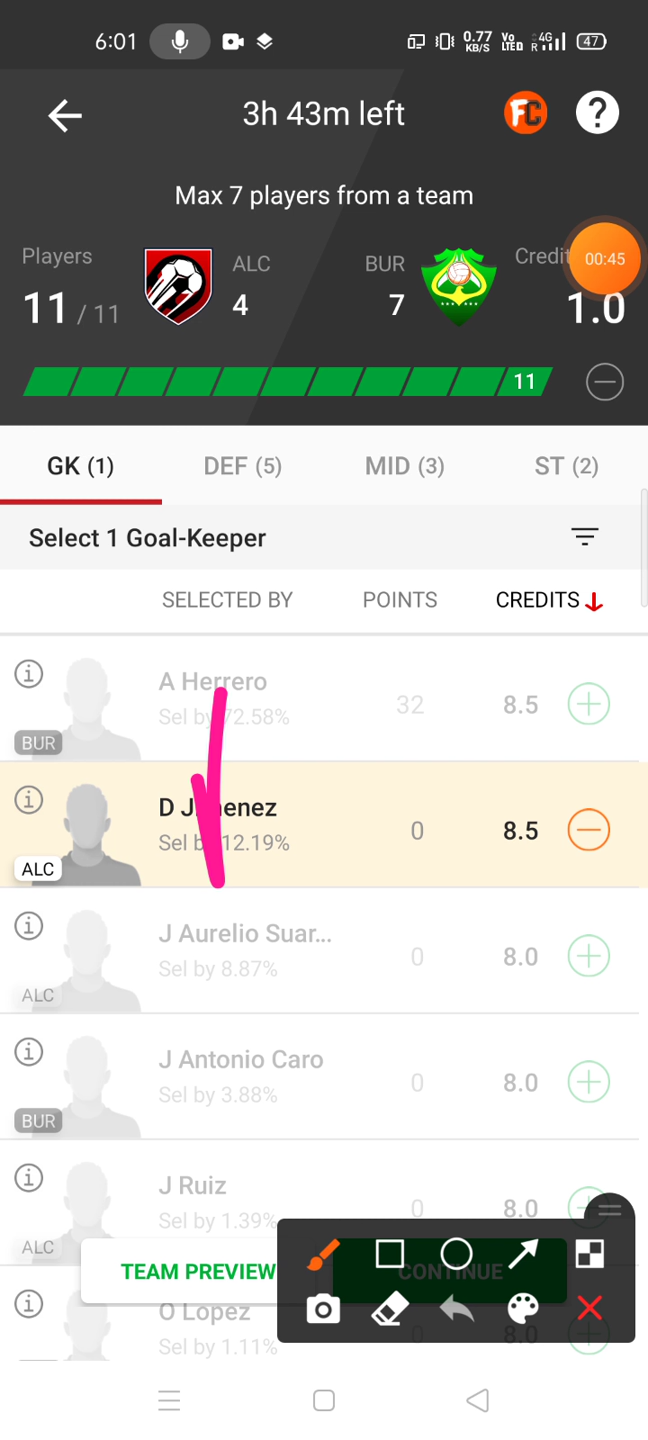 6:01 0.77 KB/S Vo LTED 4G R 47
3h 43m left FC ?
Max 7 players from a team
Players ALC BUR Credit 00:45
11 / 11 4 7 1.0
11
GK (1) DEF (5) MID (3) ST (2)
Select 1 Goal-Keeper
SELECTED BY POINTS CREDITS
A Herrero
Sel by 72.58% 32 8.5
BUR
D Jimenez
Sel by 12.19% 0 8.5
ALC
J Aurelio Suar...
Sel by 8.87% 0 8.0
ALC
J Antonio Caro
Sel by 3.88% 0 8.0
BUR
J Ruiz
Sel by 1.39% 0 8.0
ALC
TEAM PREVIEW CONTINUE
O Lopez
Sel by 1.11% 0 8.0